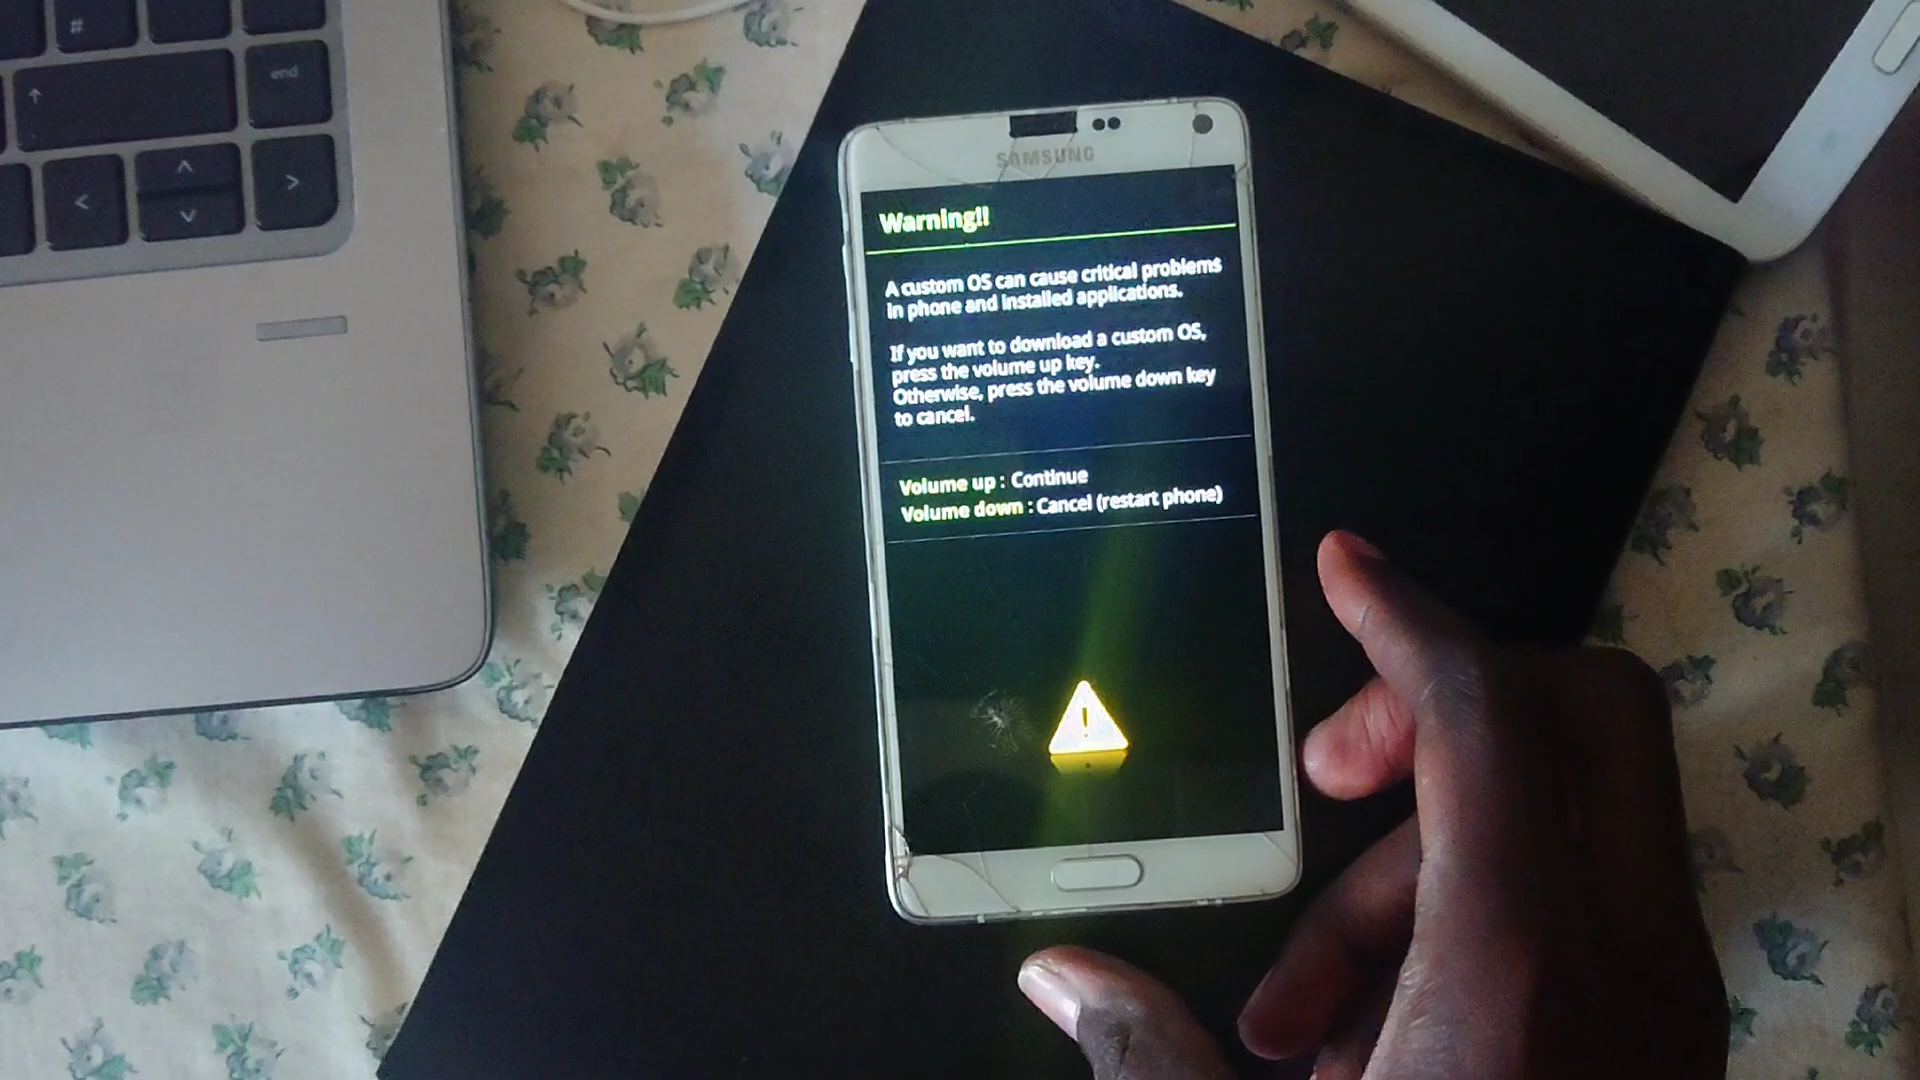 #
end
↑
<
^
v
>
SAMSUNG
Warning!!
A custom OS can cause critical problems
in phone and installed applications.
If you want to download a custom OS,
press the volume up key.
Otherwise, press the volume down key
to cancel.
Volume up : Continue
Volume down : Cancel (restart phone)
!